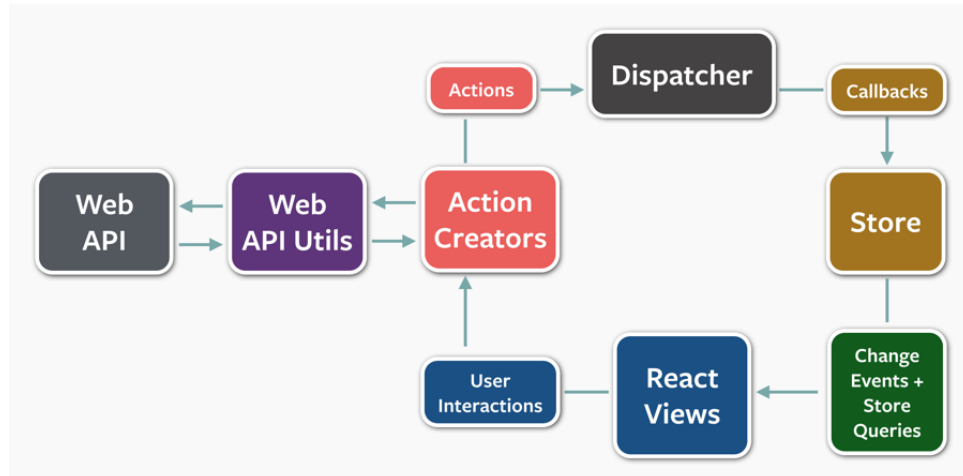 Actions
Dispatcher
Callbacks
Web
API
Web
API Utils
Action
Creators
Store
User
Interactions
React
Views
Change
Events +
Store
Queries